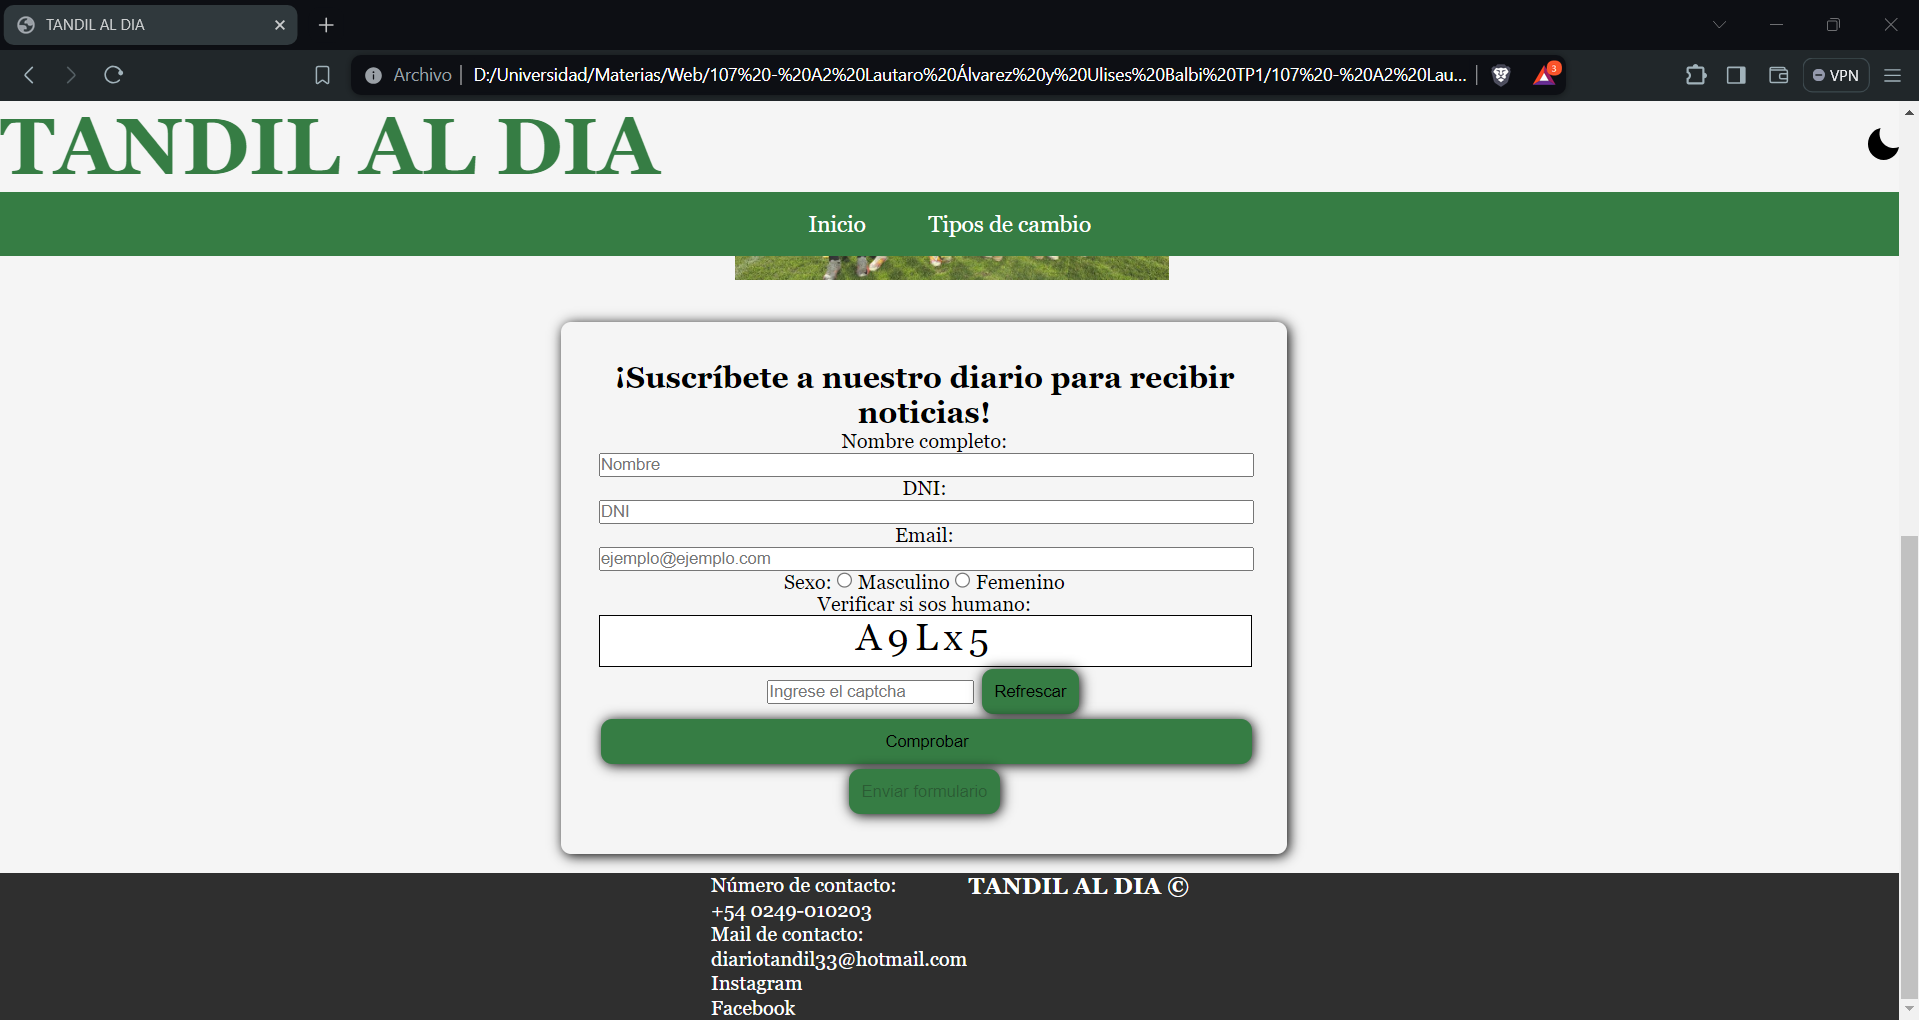 TANDIL AL DIA
Archivo
D:/Universidad/Materias/Web/107%20-%20A2%20Lautaro%20Álvarez%20y%20Ulises%20Balbi%20TP1/107%20-%20A2%20Lau...
3
VPN
TANDIL AL DIA
Inicio
Tipos de cambio
¡Suscríbete a nuestro diario para recibir
noticias!
Nombre completo:
Nombre
DNI:
DNI
Email:
ejemplo@ejemplo.com
Sexo: Masculino Femenino
Verificar si sos humano:
A9Lx5
Ingrese el captcha
Refrescar
Comprobar
Enviar formulario
Número de contacto:
+54 0249-010203
Mail de contacto:
diariotandil33@hotmail.com
Instagram
Facebook
TANDIL AL DIA ©